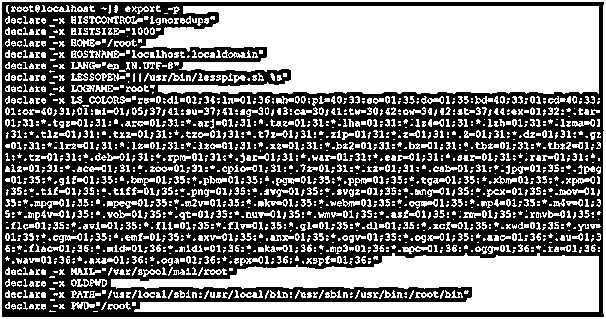 [root@localhost ~]# export -p
declare -x HISTCONTROL="ignoredups"
declare -x HISTSIZE="1000"
declare -x HOME="/root"
declare -x HOSTNAME="localhost.localdomain"
declare -x LANG="en_IN.UTF-8"
declare -x LESSOPEN="||/usr/bin/lesspipe.sh %s"
declare -x LOGNAME="root"
declare -x LS_COLORS="rs=0:di=01;34:ln=01;36:mh=00:pi=40;33:so=01;35:do=01;35:bd=40;33;01:cd=40;33;
01:or=40;31;01:mi=01;05;37;41:su=37;41:sg=30;43:ca=30;41:tw=30;42:ow=34;42:st=37;44:ex=01;32:*.tar=
01;31:*.tgz=01;31:*.arc=01;31:*.arj=01;31:*.taz=01;31:*.lha=01;31:*.lz4=01;31:*.lzh=01;31:*.lzma=01
;31:*.tlz=01;31:*.txz=01;31:*.tzo=01;31:*.t7z=01;31:*.zip=01;31:*.z=01;31:*.Z=01;31:*.dz=01;31:*.gz
=01;31:*.lrz=01;31:*.lz=01;31:*.lzo=01;31:*.xz=01;31:*.bz2=01;31:*.bz=01;31:*.tbz=01;31:*.tbz2=01;3
1:*.tz=01;31:*.deb=01;31:*.rpm=01;31:*.jar=01;31:*.war=01;31:*.ear=01;31:*.sar=01;31:*.rar=01;31:*.
alz=01;31:*.ace=01;31:*.zoo=01;31:*.cpio=01;31:*.7z=01;31:*.rz=01;31:*.cab=01;31:*.jpg=01;35:*.jpeg
=01;35:*.gif=01;35:*.bmp=01;35:*.pbm=01;35:*.pgm=01;35:*.ppm=01;35:*.tga=01;35:*.xbm=01;35:*.xpm=01
;35:*.tif=01;35:*.tiff=01;35:*.png=01;35:*.svg=01;35:*.svgz=01;35:*.mng=01;35:*.pcx=01;35:*.mov=01;
35:*.mpg=01;35:*.mpeg=01;35:*.m2v=01;35:*.mkv=01;35:*.webm=01;35:*.ogm=01;35:*.mp4=01;35:*.m4v=01;3
5:*.mp4v=01;35:*.vob=01;35:*.qt=01;35:*.nuv=01;35:*.wmv=01;35:*.asf=01;35:*.rm=01;35:*.rmvb=01;35:*
.flc=01;35:*.avi=01;35:*.fli=01;35:*.flv=01;35:*.gl=01;35:*.dl=01;35:*.xcf=01;35:*.xwd=01;35:*.yuv=
01;35:*.cgm=01;35:*.emf=01;35:*.axv=01;35:*.anx=01;35:*.ogv=01;35:*.ogx=01;35:*.aac=01;36:*.au=01;3
6:*.flac=01;36:*.mid=01;36:*.midi=01;36:*.mka=01;36:*.mp3=01;36:*.mpc=01;36:*.ogg=01;36:*.ra=01;36:
*.wav=01;36:*.axa=01;36:*.oga=01;36:*.spx=01;36:*.xspf=01;36:"
declare -x MAIL="/var/spool/mail/root"
declare -x OLDPWD
declare -x PATH="/usr/local/sbin:/usr/local/bin:/usr/sbin:/usr/bin:/root/bin"
declare -x PWD="/root"